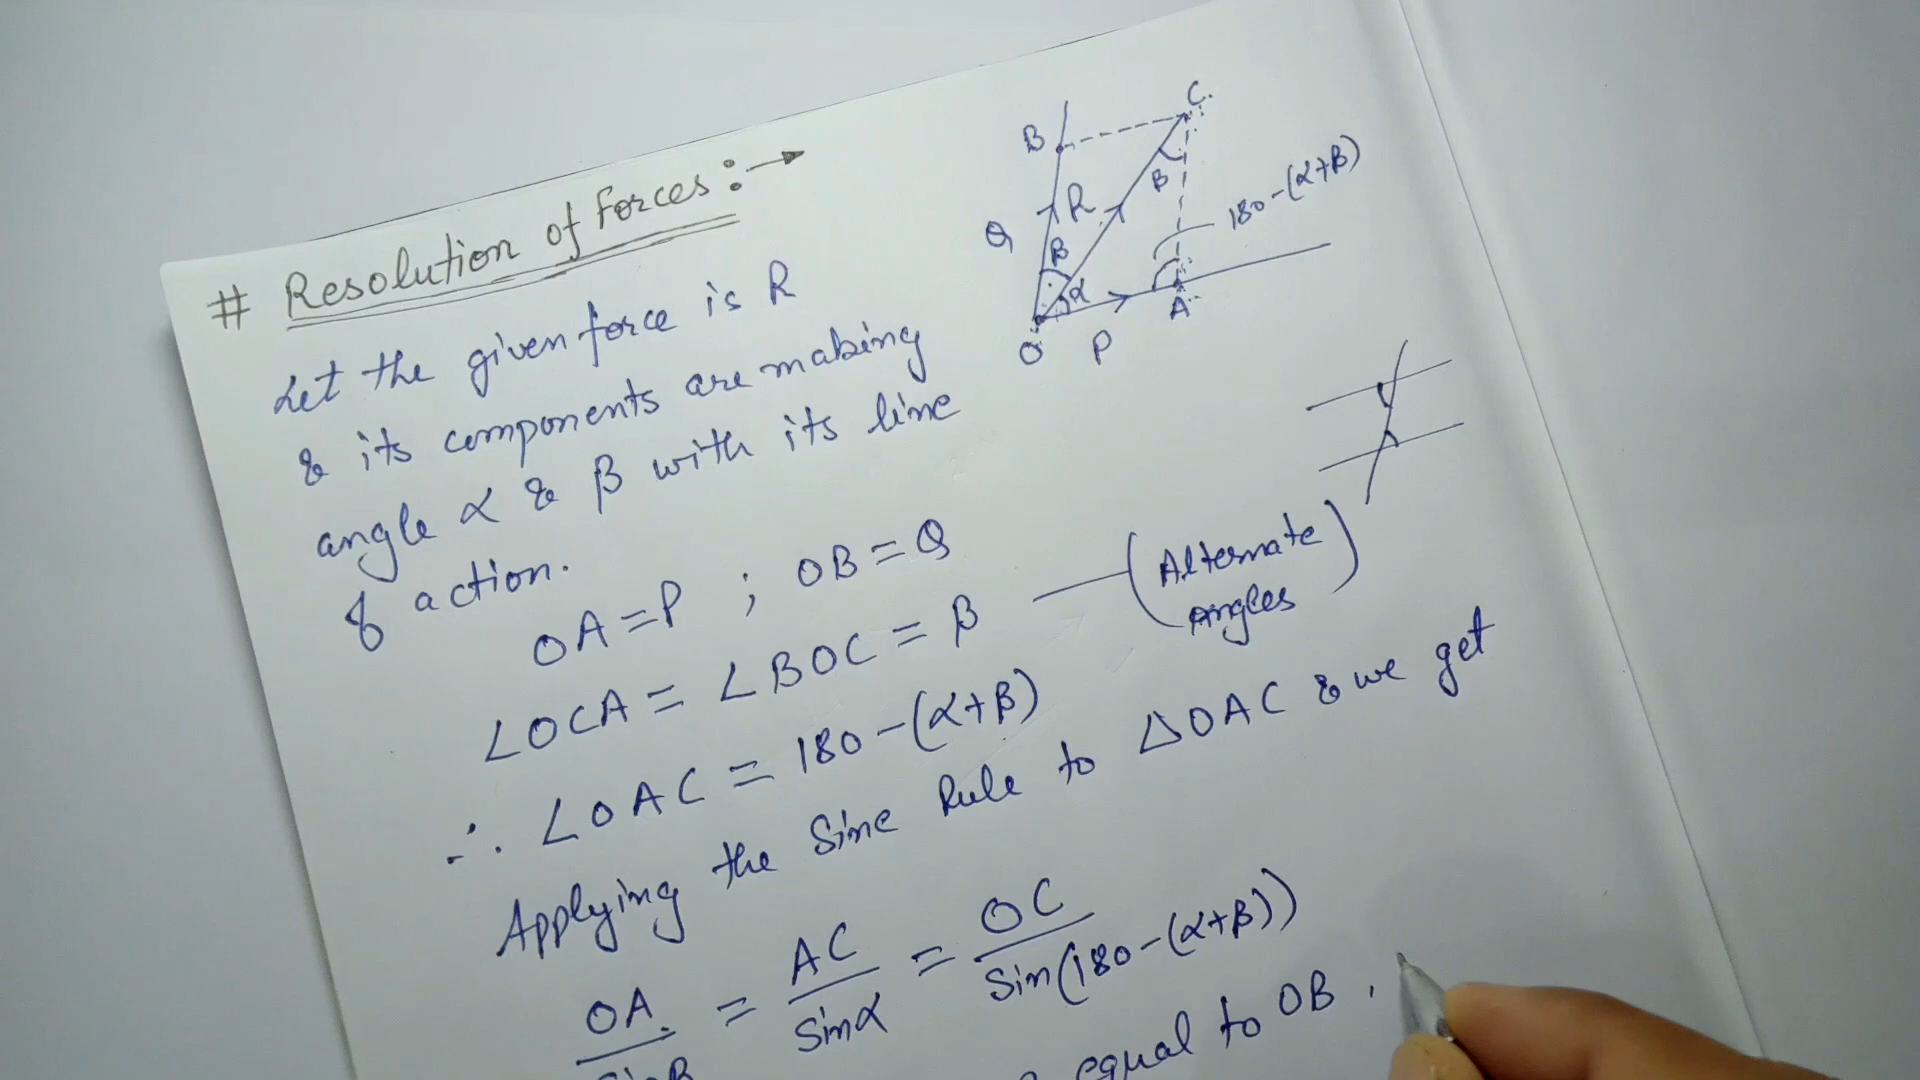 # Resolution of Forces:→
Let the given force is R
& its components are making
angle α & β with its line
of action.
OA = P ; OB = Q
∠OCA = ∠BOC = β — (Alternate
Angles)
∴ ∠OAC = 180-(α+β)
Applying the Sine Rule to ΔOAC & we get
OA/Sinβ = AC/Sinα = OC/Sin(180-(α+β))
equal to OB.
B
C.
Q
R
β
β
180-(α+β)
α
A
O
P